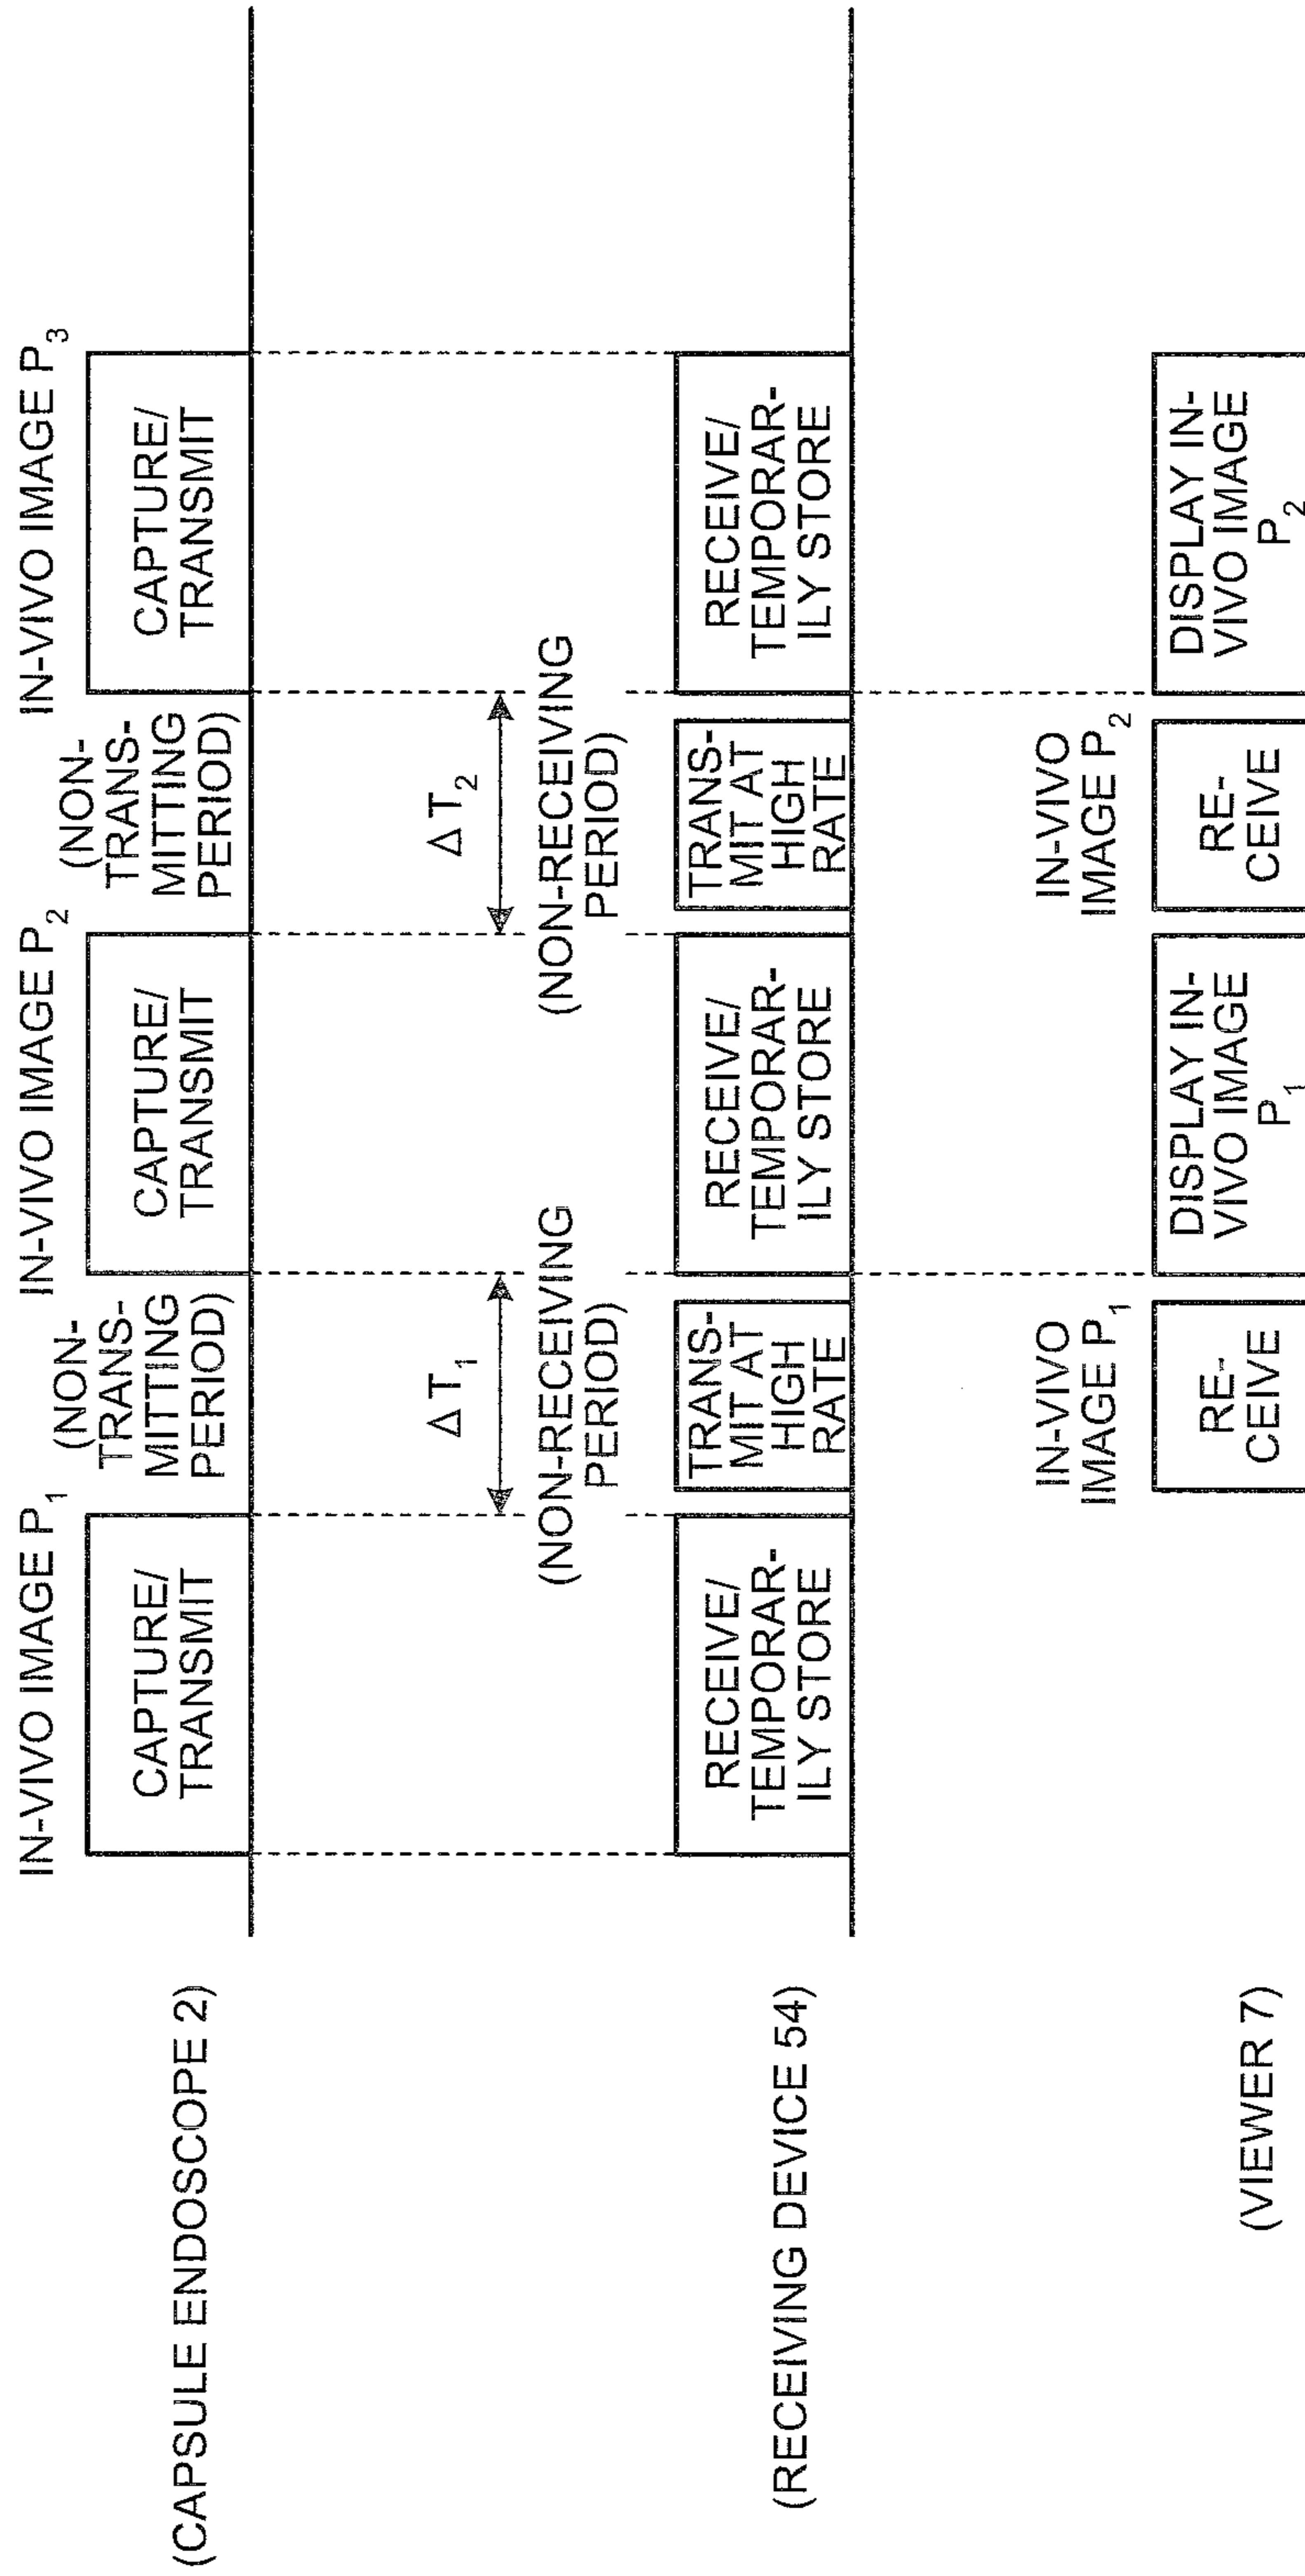 (CAPSULE ENDOSCOPE 2)
IN-VIVO IMAGE P1
CAPTURE/
TRANSMIT
(NON-
TRANS-
MITTING
PERIOD)
IN-VIVO IMAGE P2
CAPTURE/
TRANSMIT
(NON-
TRANS-
MITTING
PERIOD)
IN-VIVO IMAGE P3
CAPTURE/
TRANSMIT
Δ T1
(NON-RECEIVING
PERIOD)
Δ T2
(NON-RECEIVING
PERIOD)
(RECEIVING DEVICE 54)
RECEIVE/
TEMPORAR-
ILY STORE
TRANS-
MIT AT
HIGH
RATE
RECEIVE/
TEMPORAR-
ILY STORE
TRANS-
MIT AT
HIGH
RATE
RECEIVE/
TEMPORAR-
ILY STORE
(VIEWER 7)
IN-VIVO
IMAGE P1
RE-
CEIVE
DISPLAY IN-
VIVO IMAGE
P1
IN-VIVO
IMAGE P2
RE-
CEIVE
DISPLAY IN-
VIVO IMAGE
P2